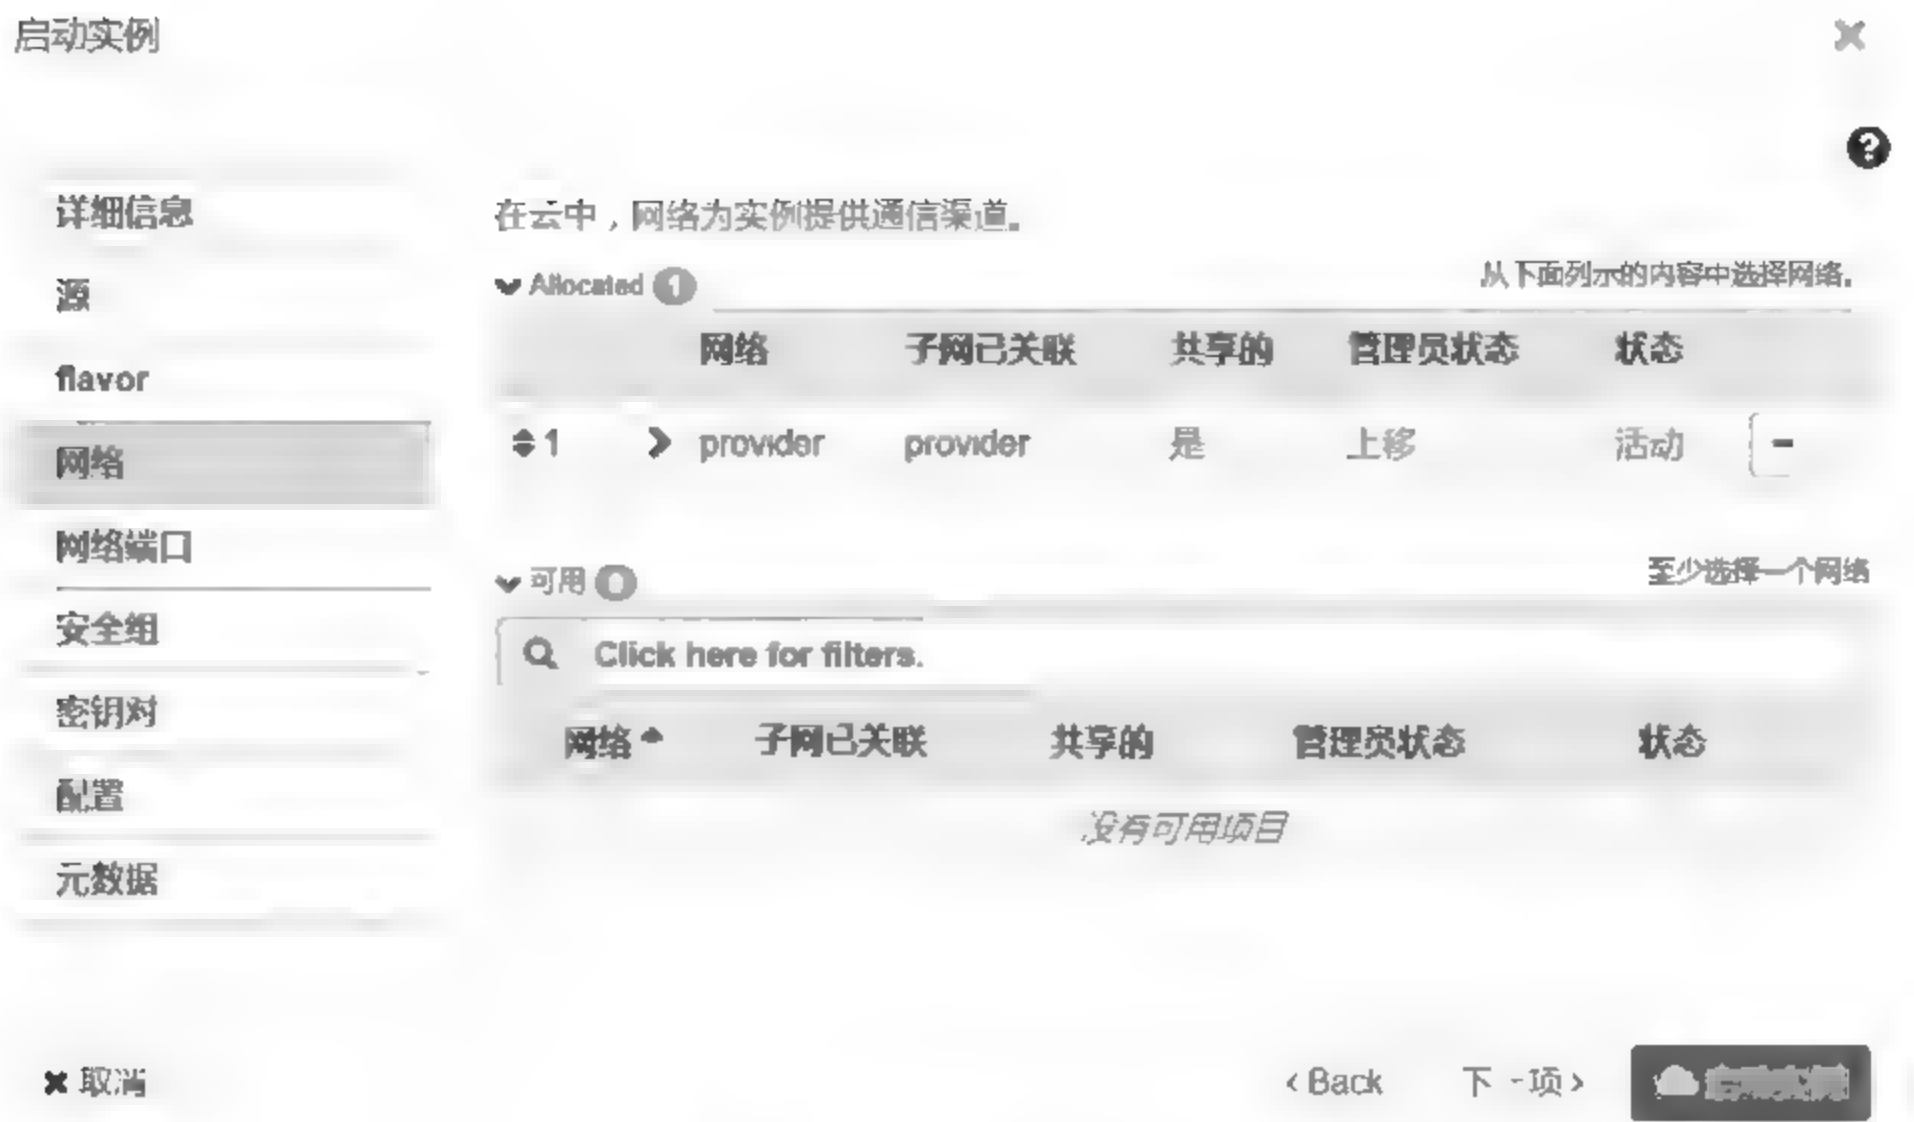 启动实例
详细信息
源
flavor
网络
网络端口
安全组
密钥对
配置
元数据
在云中，网络为实例提供通信渠道。
Allocated 1
从下面列示的内容中选择网络。
网络 子网已关联 共享的 管理员状态 状态
1 provider provider 是 上移 活动
可用 0
至少选择一个网络
Click here for filters.
网络 子网已关联 共享的 管理员状态 状态
没有可用项目
取消
< Back 下一项 > 启动实例